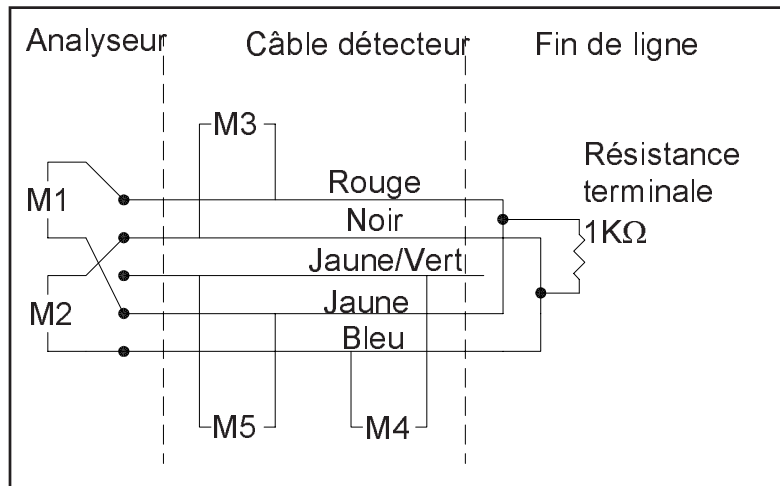 Analyseur
Câble détecteur
Fin de ligne
M3
Résistance
terminale
1KΩ
M1
Rouge
Noir
Jaune/Vert
M2
Jaune
Bleu
M5
M4